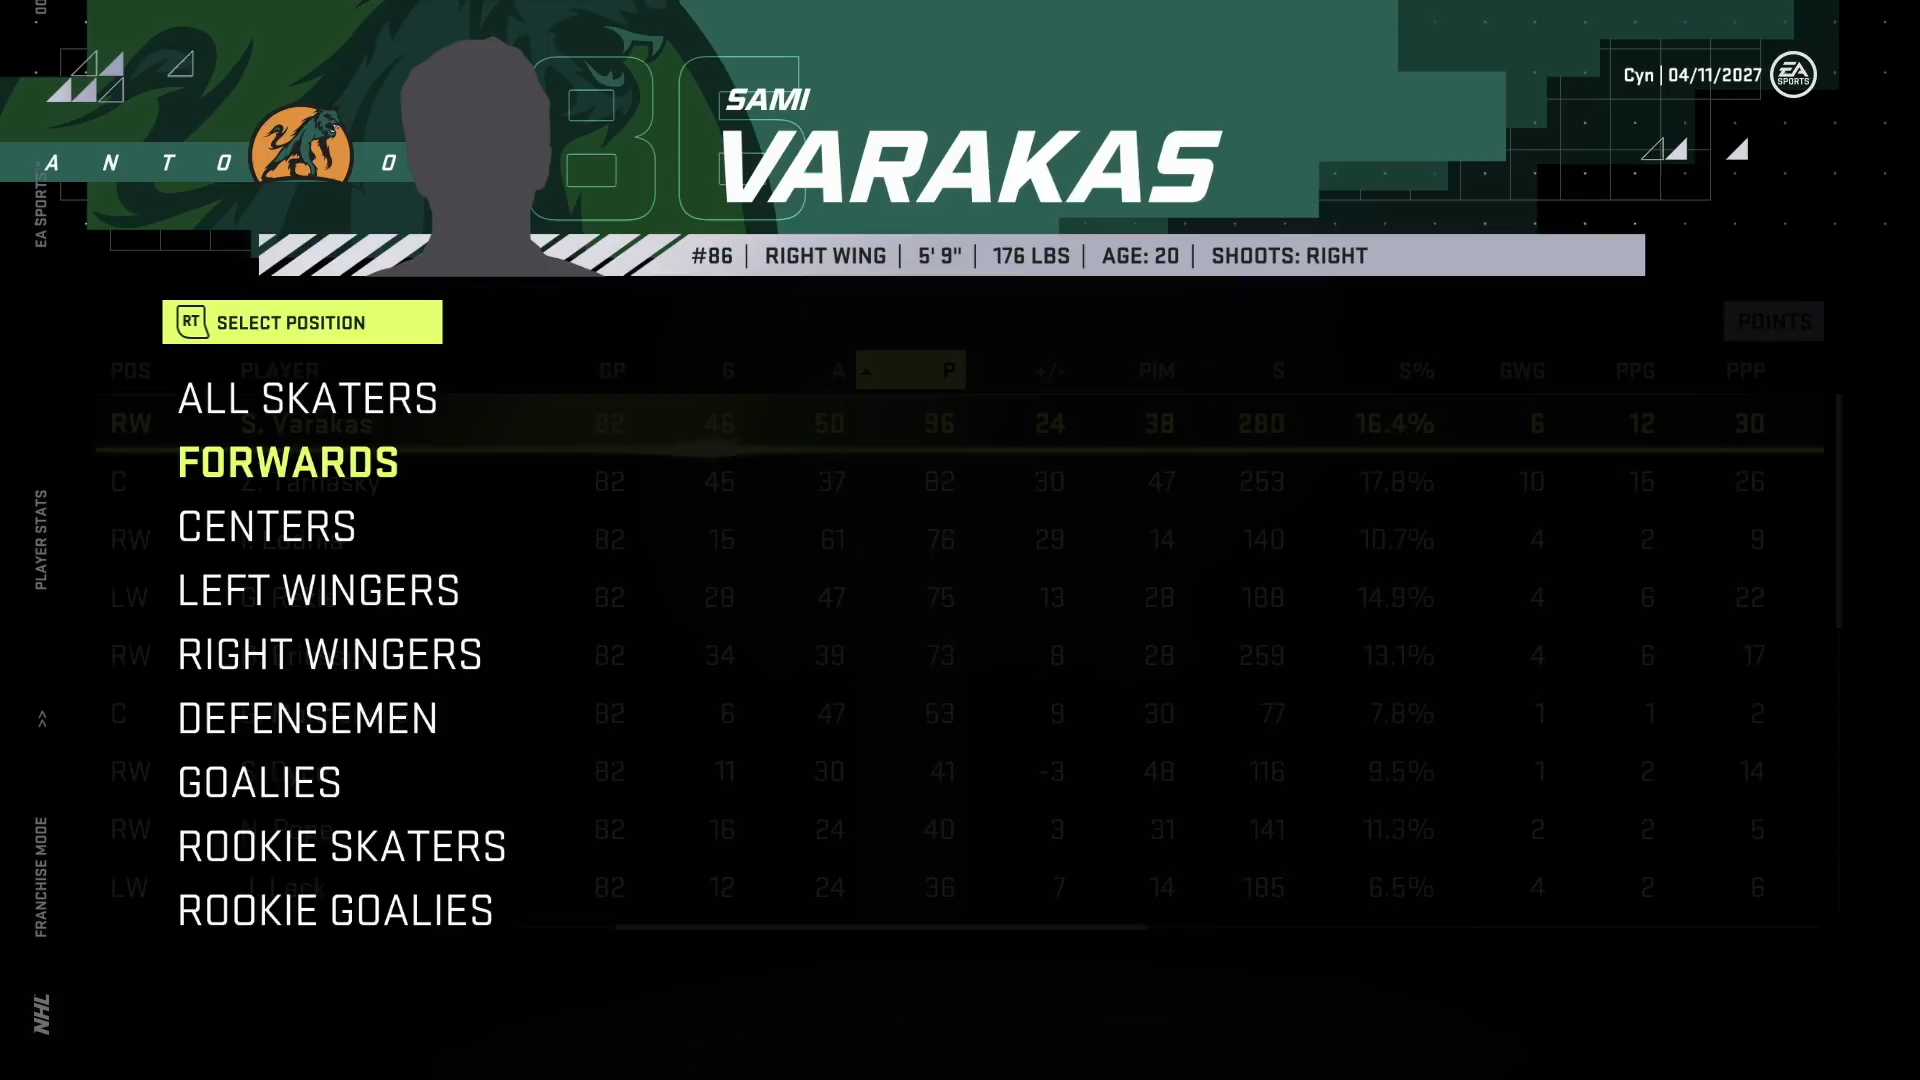 SAMI
VARAKAS
Cyn | 04/11/2027
EA SPORTS
A N T O O
#86 | RIGHT WING | 5' 9" | 176 LBS | AGE: 20 | SHOOTS: RIGHT
RT SELECT POSITION
POINTS
POS PLAYER GP G A P +/- PIM S S% GWG PPG PPP
ALL SKATERS
RW S. Varakas 82 46 50 96 24 38 280 16.4% 6 12 30
FORWARDS
C 82 45 37 82 30 47 253 17.8% 10 15 26
CENTERS
RW 82 15 61 76 29 14 140 10.7% 4 2 9
LEFT WINGERS
LW 82 28 47 75 13 28 188 14.9% 4 6 22
RIGHT WINGERS
RW 82 34 39 73 8 28 259 13.1% 4 6 17
DEFENSEMEN
C 82 6 47 53 9 30 77 7.8% 1 1 2
GOALIES
RW 82 11 30 41 -3 48 116 9.5% 1 2 14
ROOKIE SKATERS
RW 82 16 24 40 3 31 141 11.3% 2 2 5
ROOKIE GOALIES
LW 82 12 24 36 7 14 185 6.5% 4 2 6
EA SPORTS
PLAYER STATS
>>
FRANCHISE MODE
NHL